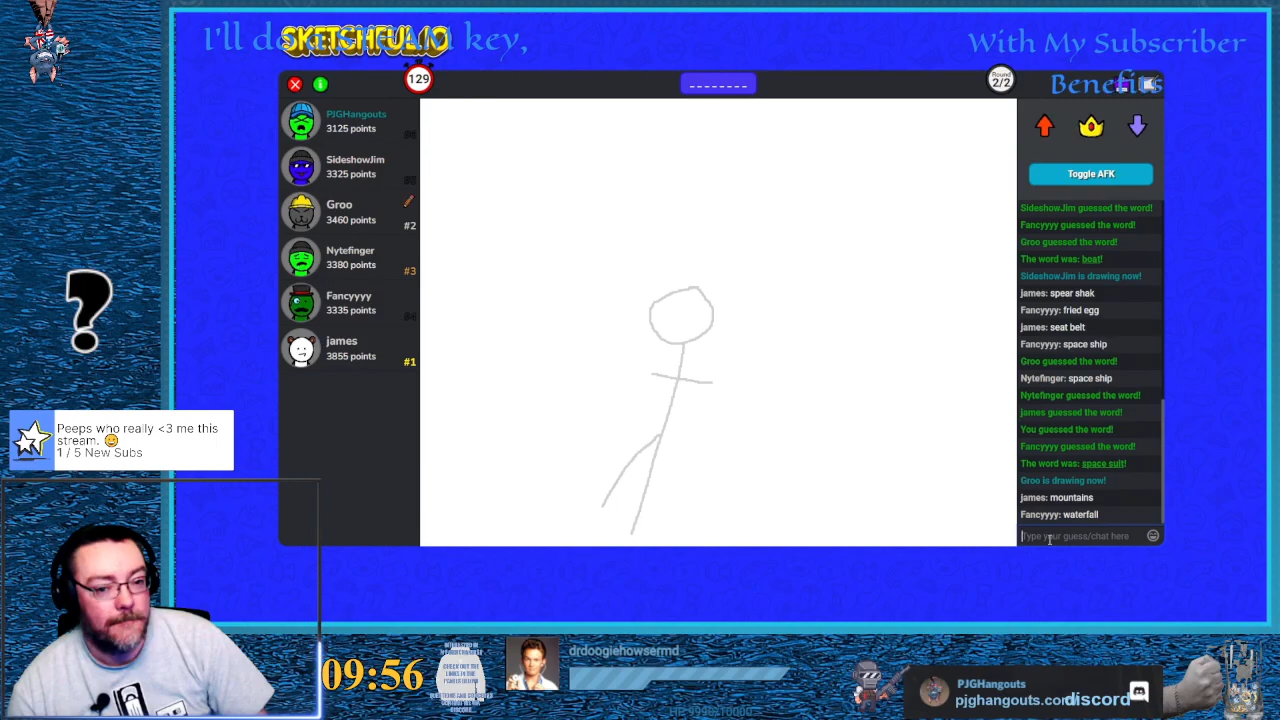 I'll do
key,
SKETCHFUL.IO
With My Subscriber
Benefits
129
________
Round
2/2
PJGHangouts
3125 points
SideshowJim
3325 points
Groo
3460 points
#2
Nytefinger
3380 points
#3
Fancyyyy
3335 points
james
3855 points
#1
Toggle AFK
SideshowJim guessed the word!
Fancyyyy guessed the word!
Groo guessed the word!
The word was: boat!
SideshowJim is drawing now!
james: spear shak
Fancyyyy: fried egg
james: seat belt
Fancyyyy: space ship
Groo guessed the word!
Nytefinger: space ship
Nytefinger guessed the word!
james guessed the word!
You guessed the word!
Fancyyyy guessed the word!
The word was: space suit!
Groo is drawing now!
james: mountains
Fancyyyy: waterfall
Type your guess/chat here
Peeps who really <3 me this
stream. 😀
1 / 5 New Subs
09:56
drdoogiehowsermd
PJGHangouts
pjghangouts.com/discord